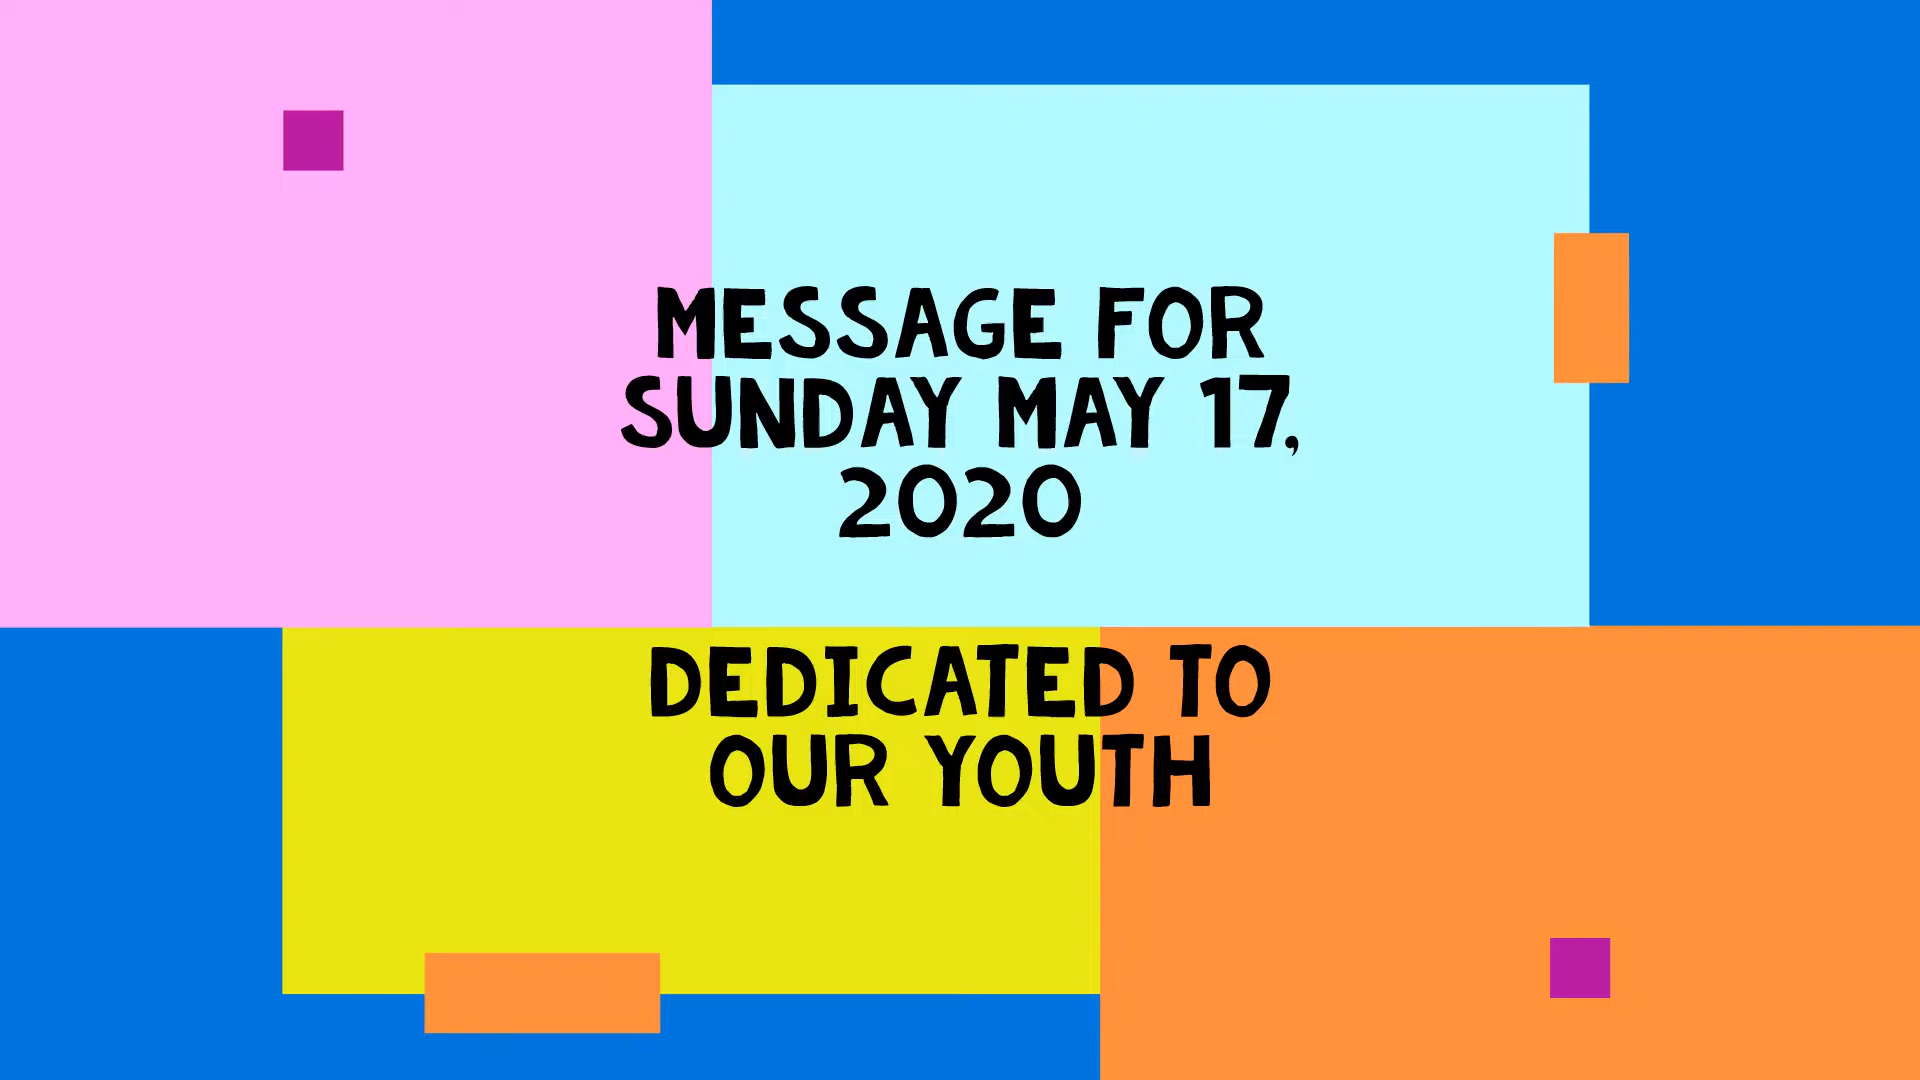 MESSAGE FOR
SUNDAY MAY 17,
2020
DEDICATED TO
OUR YOUTH